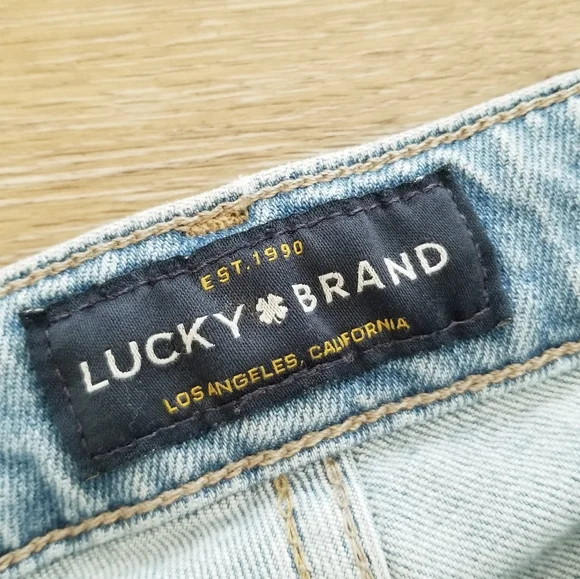 EST. 1990
LUCKY BRAND
LOS ANGELES, CALIFORNIA